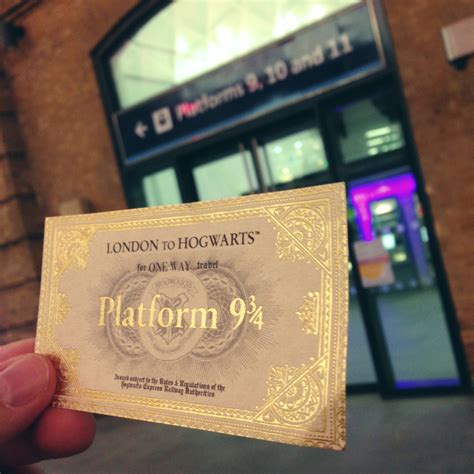 Platforms 9, 10 and 11
LONDON TO HOGWARTS™
for ONE WAY travel
HOGWARTS
Platform 9¾
Issued subject to the Rules & Regulations of the
Hogwarts Express Railway Authorities